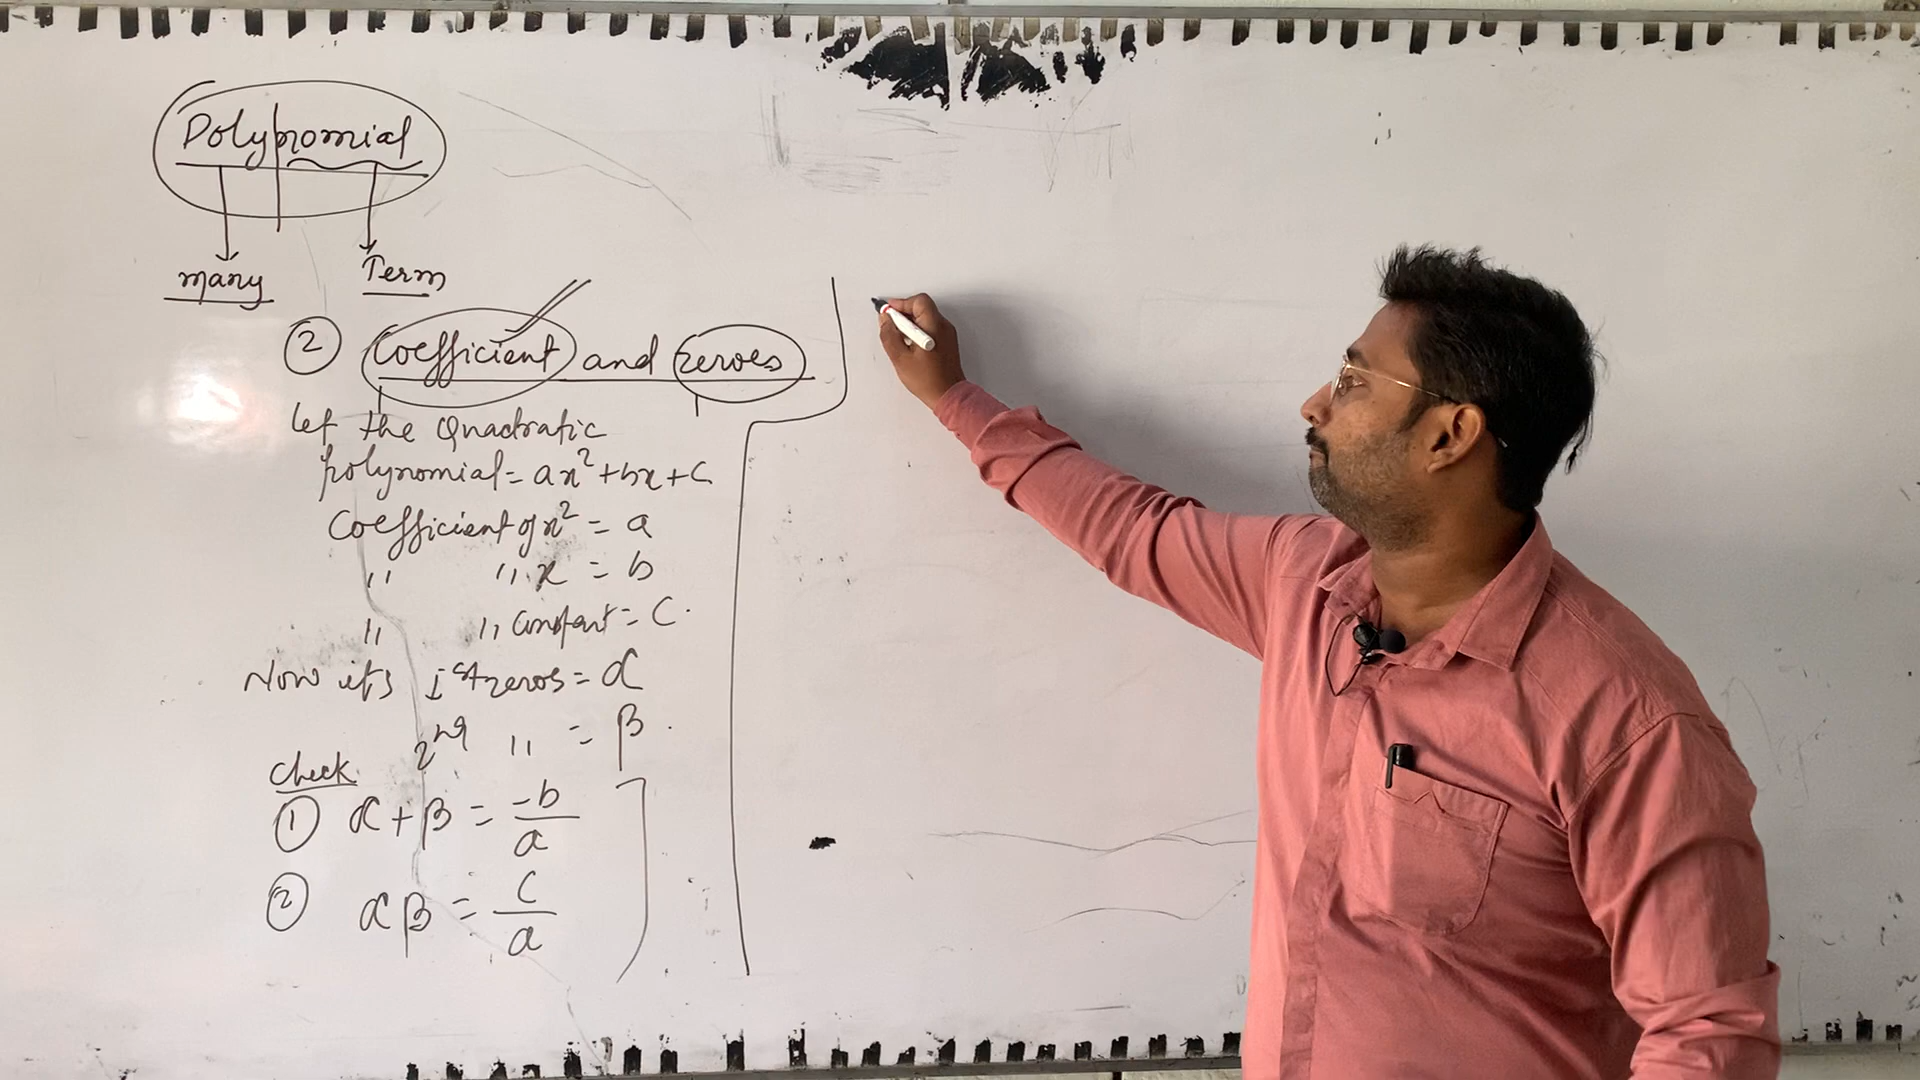 Polynomial
many Term
② Coefficient and zeroes
Let the Quadratic
polynomial = ax² + bx + c
Coefficient of x² = a
" " x = b
" " Constant = C.
Now it's 1st zeros = α
2nd " = β.
Check
① α + β = -b/a
② αβ = c/a